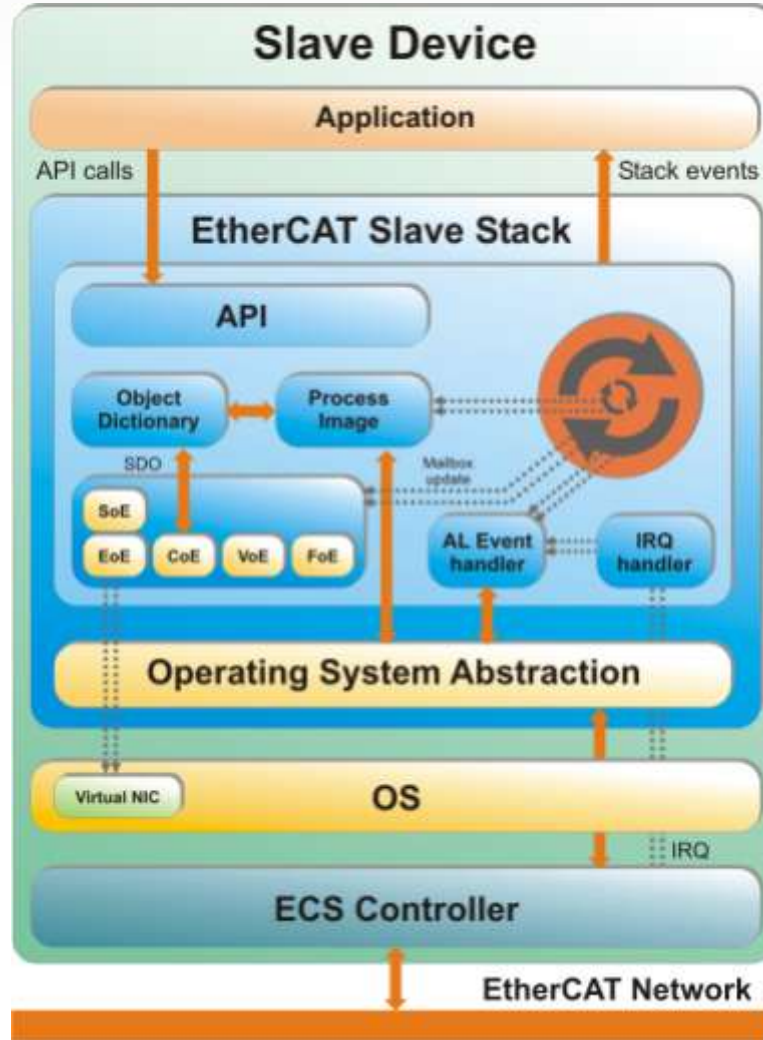 Slave Device
Application
API calls
Stack events
EtherCAT Slave Stack
API
Object
Dictionary
Process
Image
SDO
Mailbox
update
SoE
EoE
CoE
VoE
FoE
AL Event
handler
IRQ
handler
Operating System Abstraction
Virtual NIC
OS
IRQ
ECS Controller
EtherCAT Network